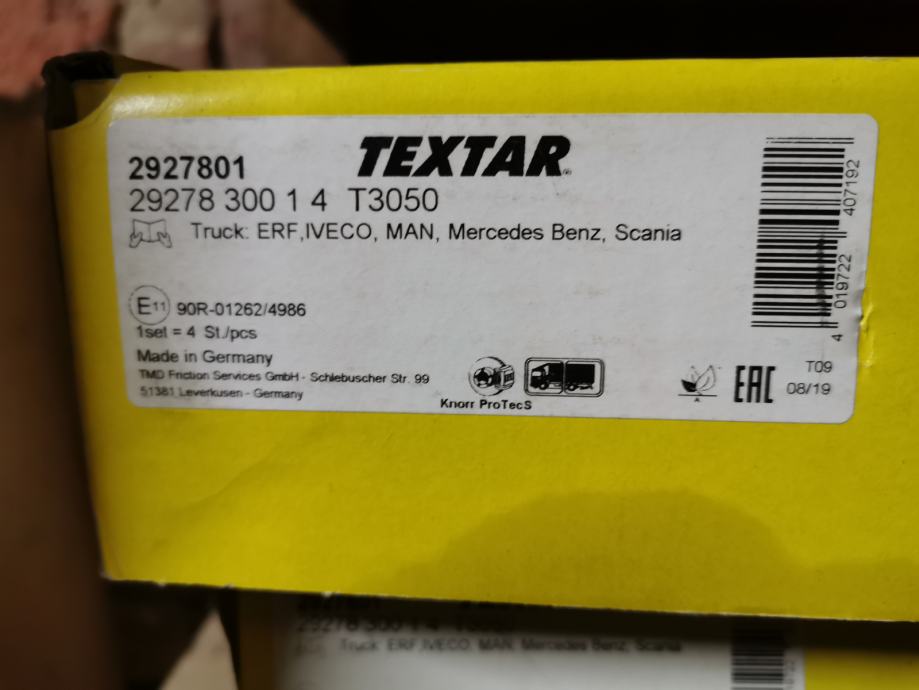 TEXTAR
2927801
29278 300 1 4 T3050
Truck: ERF,IVECO, MAN, Mercedes Benz, Scania
E11 90R-01262/4986
1set = 4 St./pcs
Made in Germany
TMD Friction Services GmbH - Schlebuscher Str. 99
51381 Leverkusen - Germany
Knorr ProTecS
A
EAC
T09
08/19
4 019722 407192
2927801
29278 300 1 4 T3050
Truck: ERF,IVECO, MAN, Mercedes Benz, Scania